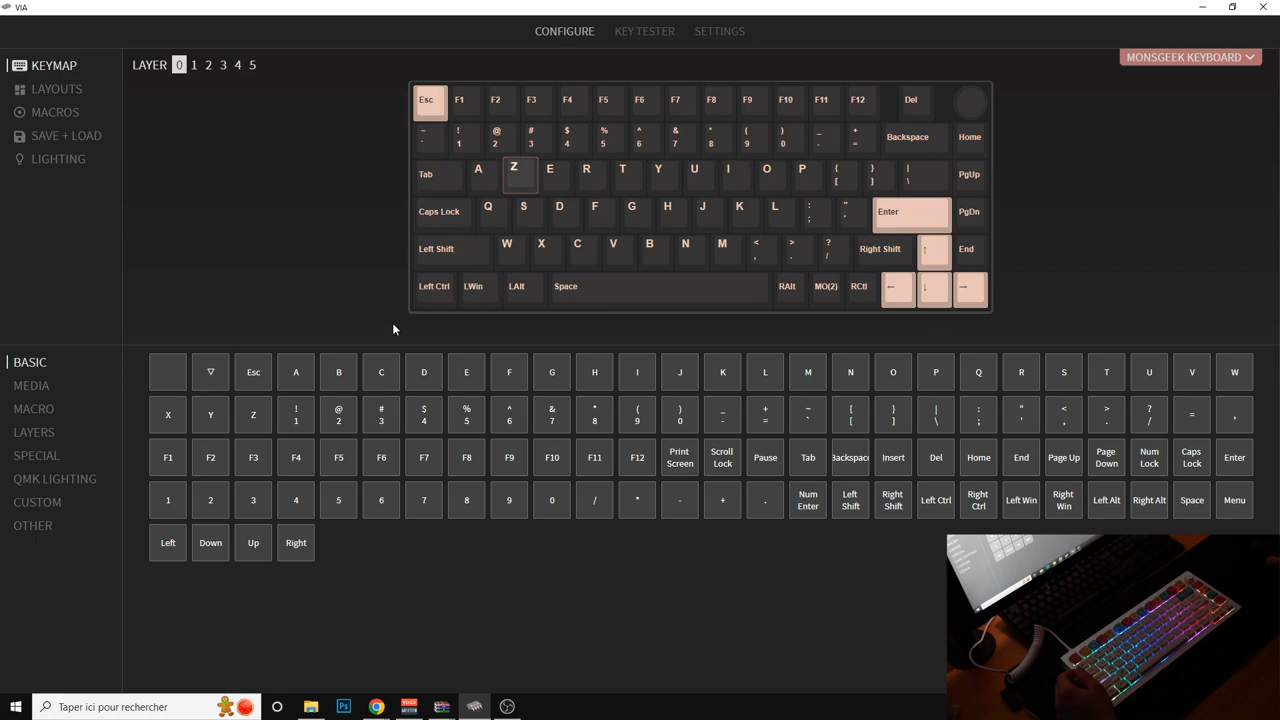 VIA
CONFIGURE KEY TESTER SETTINGS
KEYMAP
LAYOUTS
MACROS
SAVE + LOAD
LIGHTING
LAYER 0 1 2 3 4 5
MONSGEEK KEYBOARD
Esc F1 F2 F3 F4 F5 F6 F7 F8 F9 F10 F11 F12 Del
~ ! @ # $ % ^ & * ( ) _ +
` 1 2 3 4 5 6 7 8 9 0 - = Backspace Home
Tab A Z E R T Y U I O P { } | PgUp
[ ] \
Caps Lock Q S D F G H J K L : " Enter PgDn
; '
Left Shift W X C V B N M < > ? Right Shift ↑ End
, . /
Left Ctrl LWin LAlt Space RAlt MO(2) RCtl ← ↓ →
BASIC
MEDIA
MACRO
LAYERS
SPECIAL
QMK LIGHTING
CUSTOM
OTHER
▽ Esc A B C D E F G H I J K L M N O P Q R S T U V W
X Y Z ! @ # $ % ^ & * ( ) _ + ~ { } | : " < > ? = ,
1 2 3 4 5 6 7 8 9 0 - = ` [ ] \ ; ' , . /
F1 F2 F3 F4 F5 F6 F7 F8 F9 F10 F11 F12 Print Screen Scroll Lock Pause Tab Backspace Insert Del Home End Page Up Page Down Num Lock Caps Lock Enter
1 2 3 4 5 6 7 8 9 0 / * - + . Num Enter Left Shift Right Shift Left Ctrl Right Ctrl Left Win Right Win Left Alt Right Alt Space Menu
Left Down Up Right
Taper ici pour rechercher
Ps